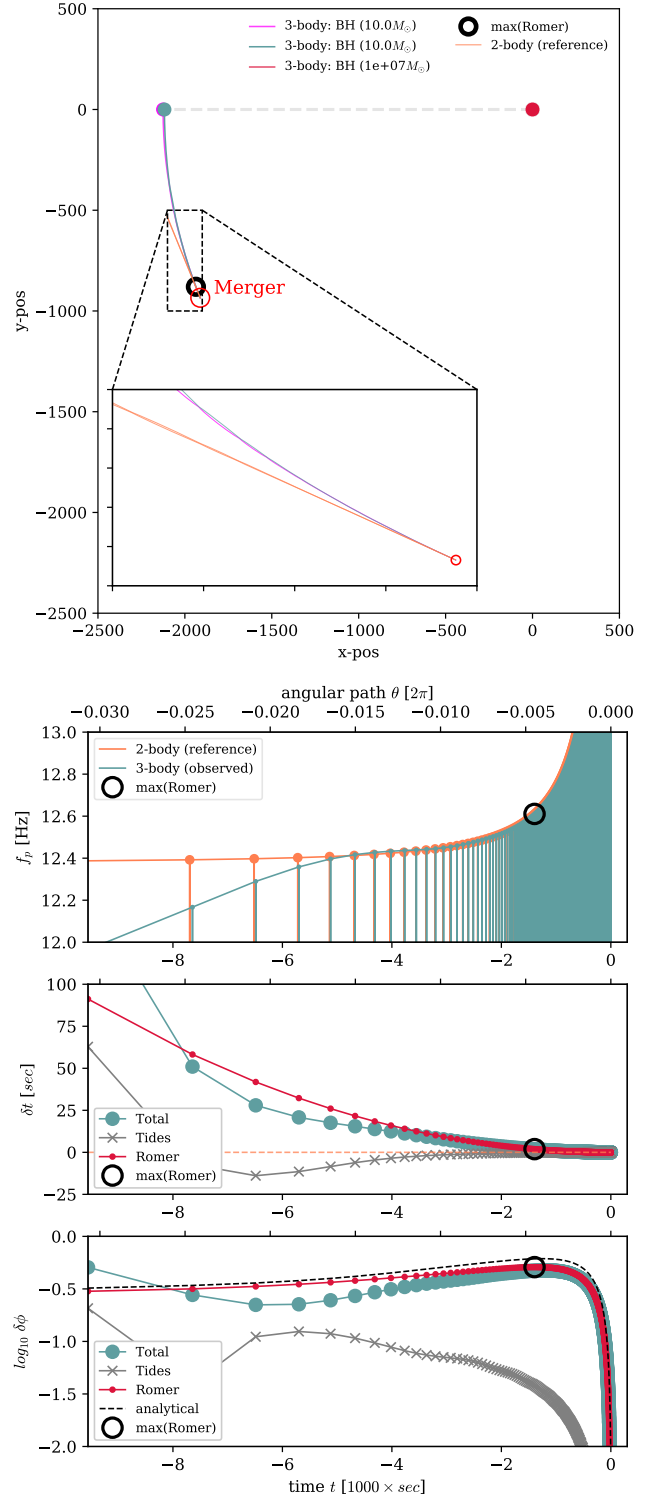 3-body: BH (10.0M☉)
3-body: BH (10.0M☉)
3-body: BH (1e+07M☉)
max(Romer)
2-body (reference)
500
0
−500
−1000
−1500
−2000
−2500
y-pos
Merger
−2500 −2000 −1500 −1000 −500 0 500
x-pos
angular path θ [2π]
−0.030 −0.025 −0.020 −0.015 −0.010 −0.005 0.000
13.0
12.8
12.6
12.4
12.2
12.0
f_p [Hz]
2-body (reference)
3-body (observed)
max(Romer)
−8 −6 −4 −2 0
100
75
50
25
0
−25
δt [sec]
Total
Tides
Romer
max(Romer)
−8 −6 −4 −2 0
0.0
−0.5
−1.0
−1.5
−2.0
log₁₀ δϕ
Total
Tides
Romer
analytical
max(Romer)
−8 −6 −4 −2 0
time t [1000 × sec]